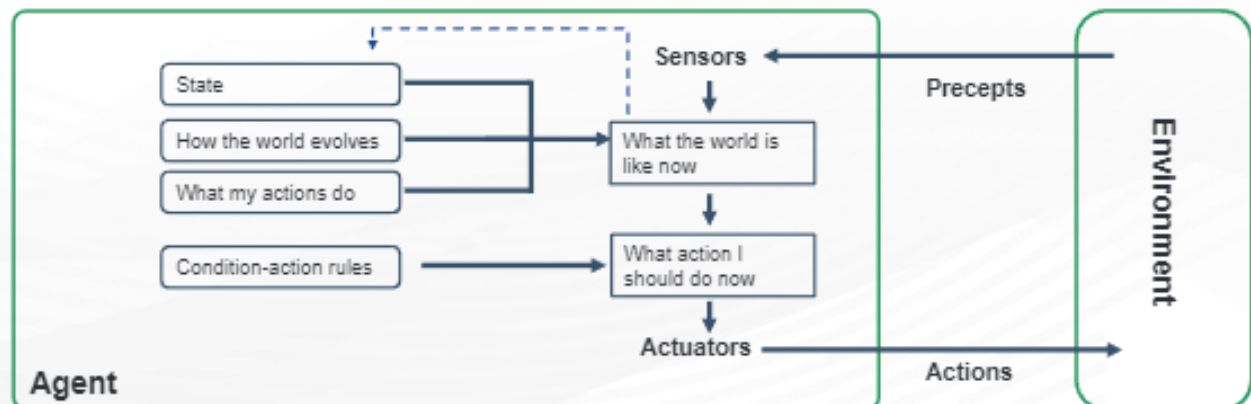 Sensors
Precepts
State
How the world evolves
What my actions do
What the world is
like now
Condition-action rules
What action I
should do now
Actuators
Actions
Agent
Environment